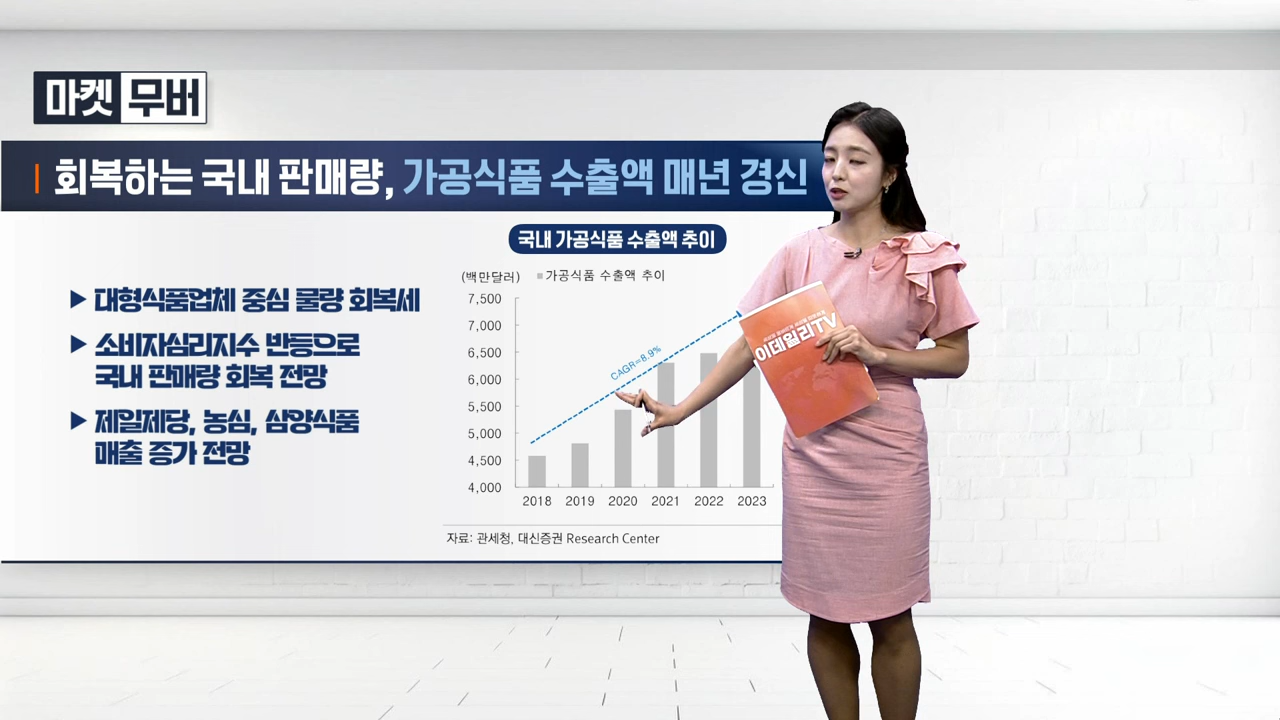 마켓 무버
회복하는 국내 판매량, 가공식품 수출액 매년 경신
국내 가공식품 수출액 추이
▶ 대형식품업체 중심 물량 회복세
▶ 소비자심리지수 반등으로
국내 판매량 회복 전망
▶ 제일제당, 농심, 삼양식품
매출 증가 전망
(백만달러)
가공식품 수출액 추이
7,500
7,000
6,500
6,000
5,500
5,000
4,500
4,000
CAGR=8.9%
2018 2019 2020 2021 2022 2023
자료: 관세청, 대신증권 Research Center
이데일리TV